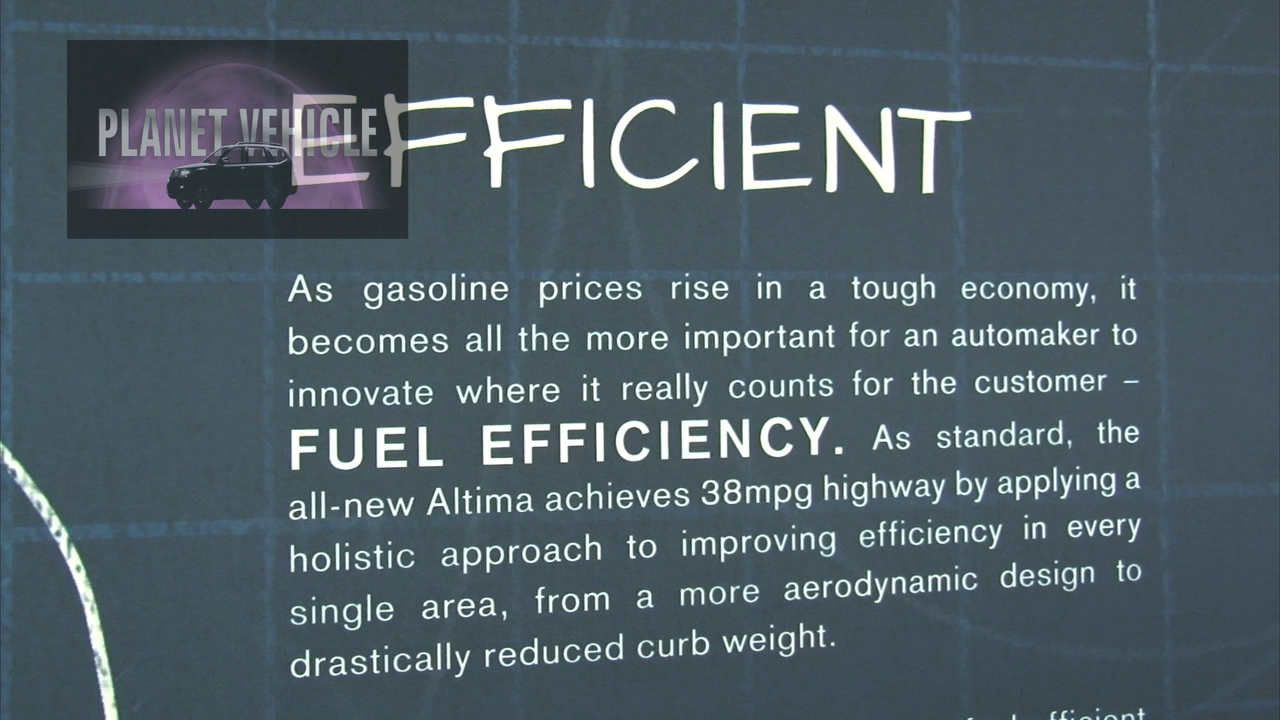 PLANET VEHICLE
EFFICIENT
As gasoline prices rise in a tough economy, it
becomes all the more important for an automaker to
innovate where it really counts for the customer –
FUEL EFFICIENCY. As standard, the
all-new Altima achieves 38mpg highway by applying a
holistic approach to improving efficiency in every
single area, from a more aerodynamic design to
drastically reduced curb weight.
efficient